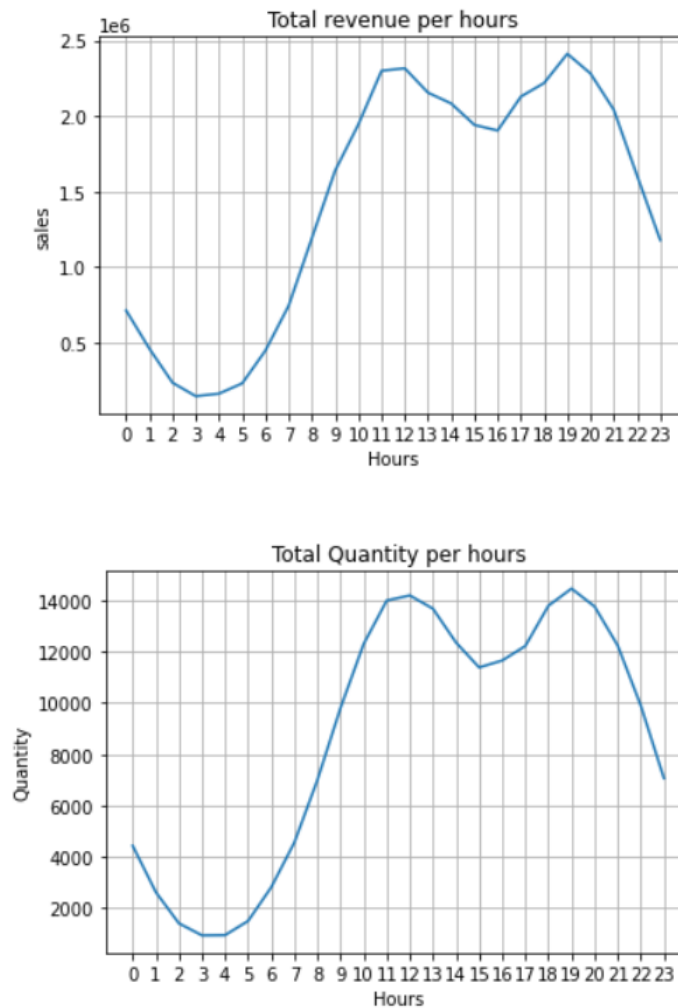 Total revenue per hours
1e6
2.5
2.0
1.5
1.0
0.5
sales
0 1 2 3 4 5 6 7 8 9 10 11 12 13 14 15 16 17 18 19 20 21 22 23
Hours
Total Quantity per hours
14000
12000
10000
8000
6000
4000
2000
Quantity
0 1 2 3 4 5 6 7 8 9 10 11 12 13 14 15 16 17 18 19 20 21 22 23
Hours